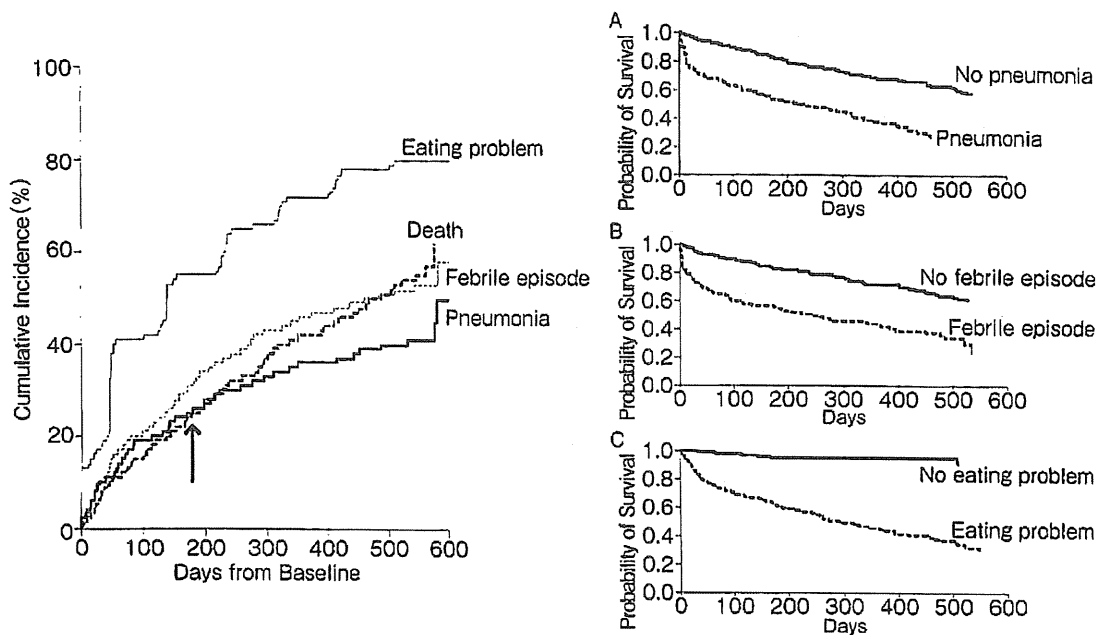 100
80
60
40
20
0
Cumulative Incidence (%)
Eating problem
Death
Febrile episode
Pneumonia
0 100 200 300 400 500 600
Days from Baseline
A
Probability of Survival
1.0
0.8
0.6
0.4
0.2
0.0
No pneumonia
Pneumonia
0 100 200 300 400 500 600
Days
B
Probability of Survival
1.0
0.8
0.6
0.4
0.2
0.0
No febrile episode
Febrile episode
0 100 200 300 400 500 600
Days
C
Probability of Survival
1.0
0.8
0.6
0.4
0.2
0.0
No eating problem
Eating problem
0 100 200 300 400 500 600
Days